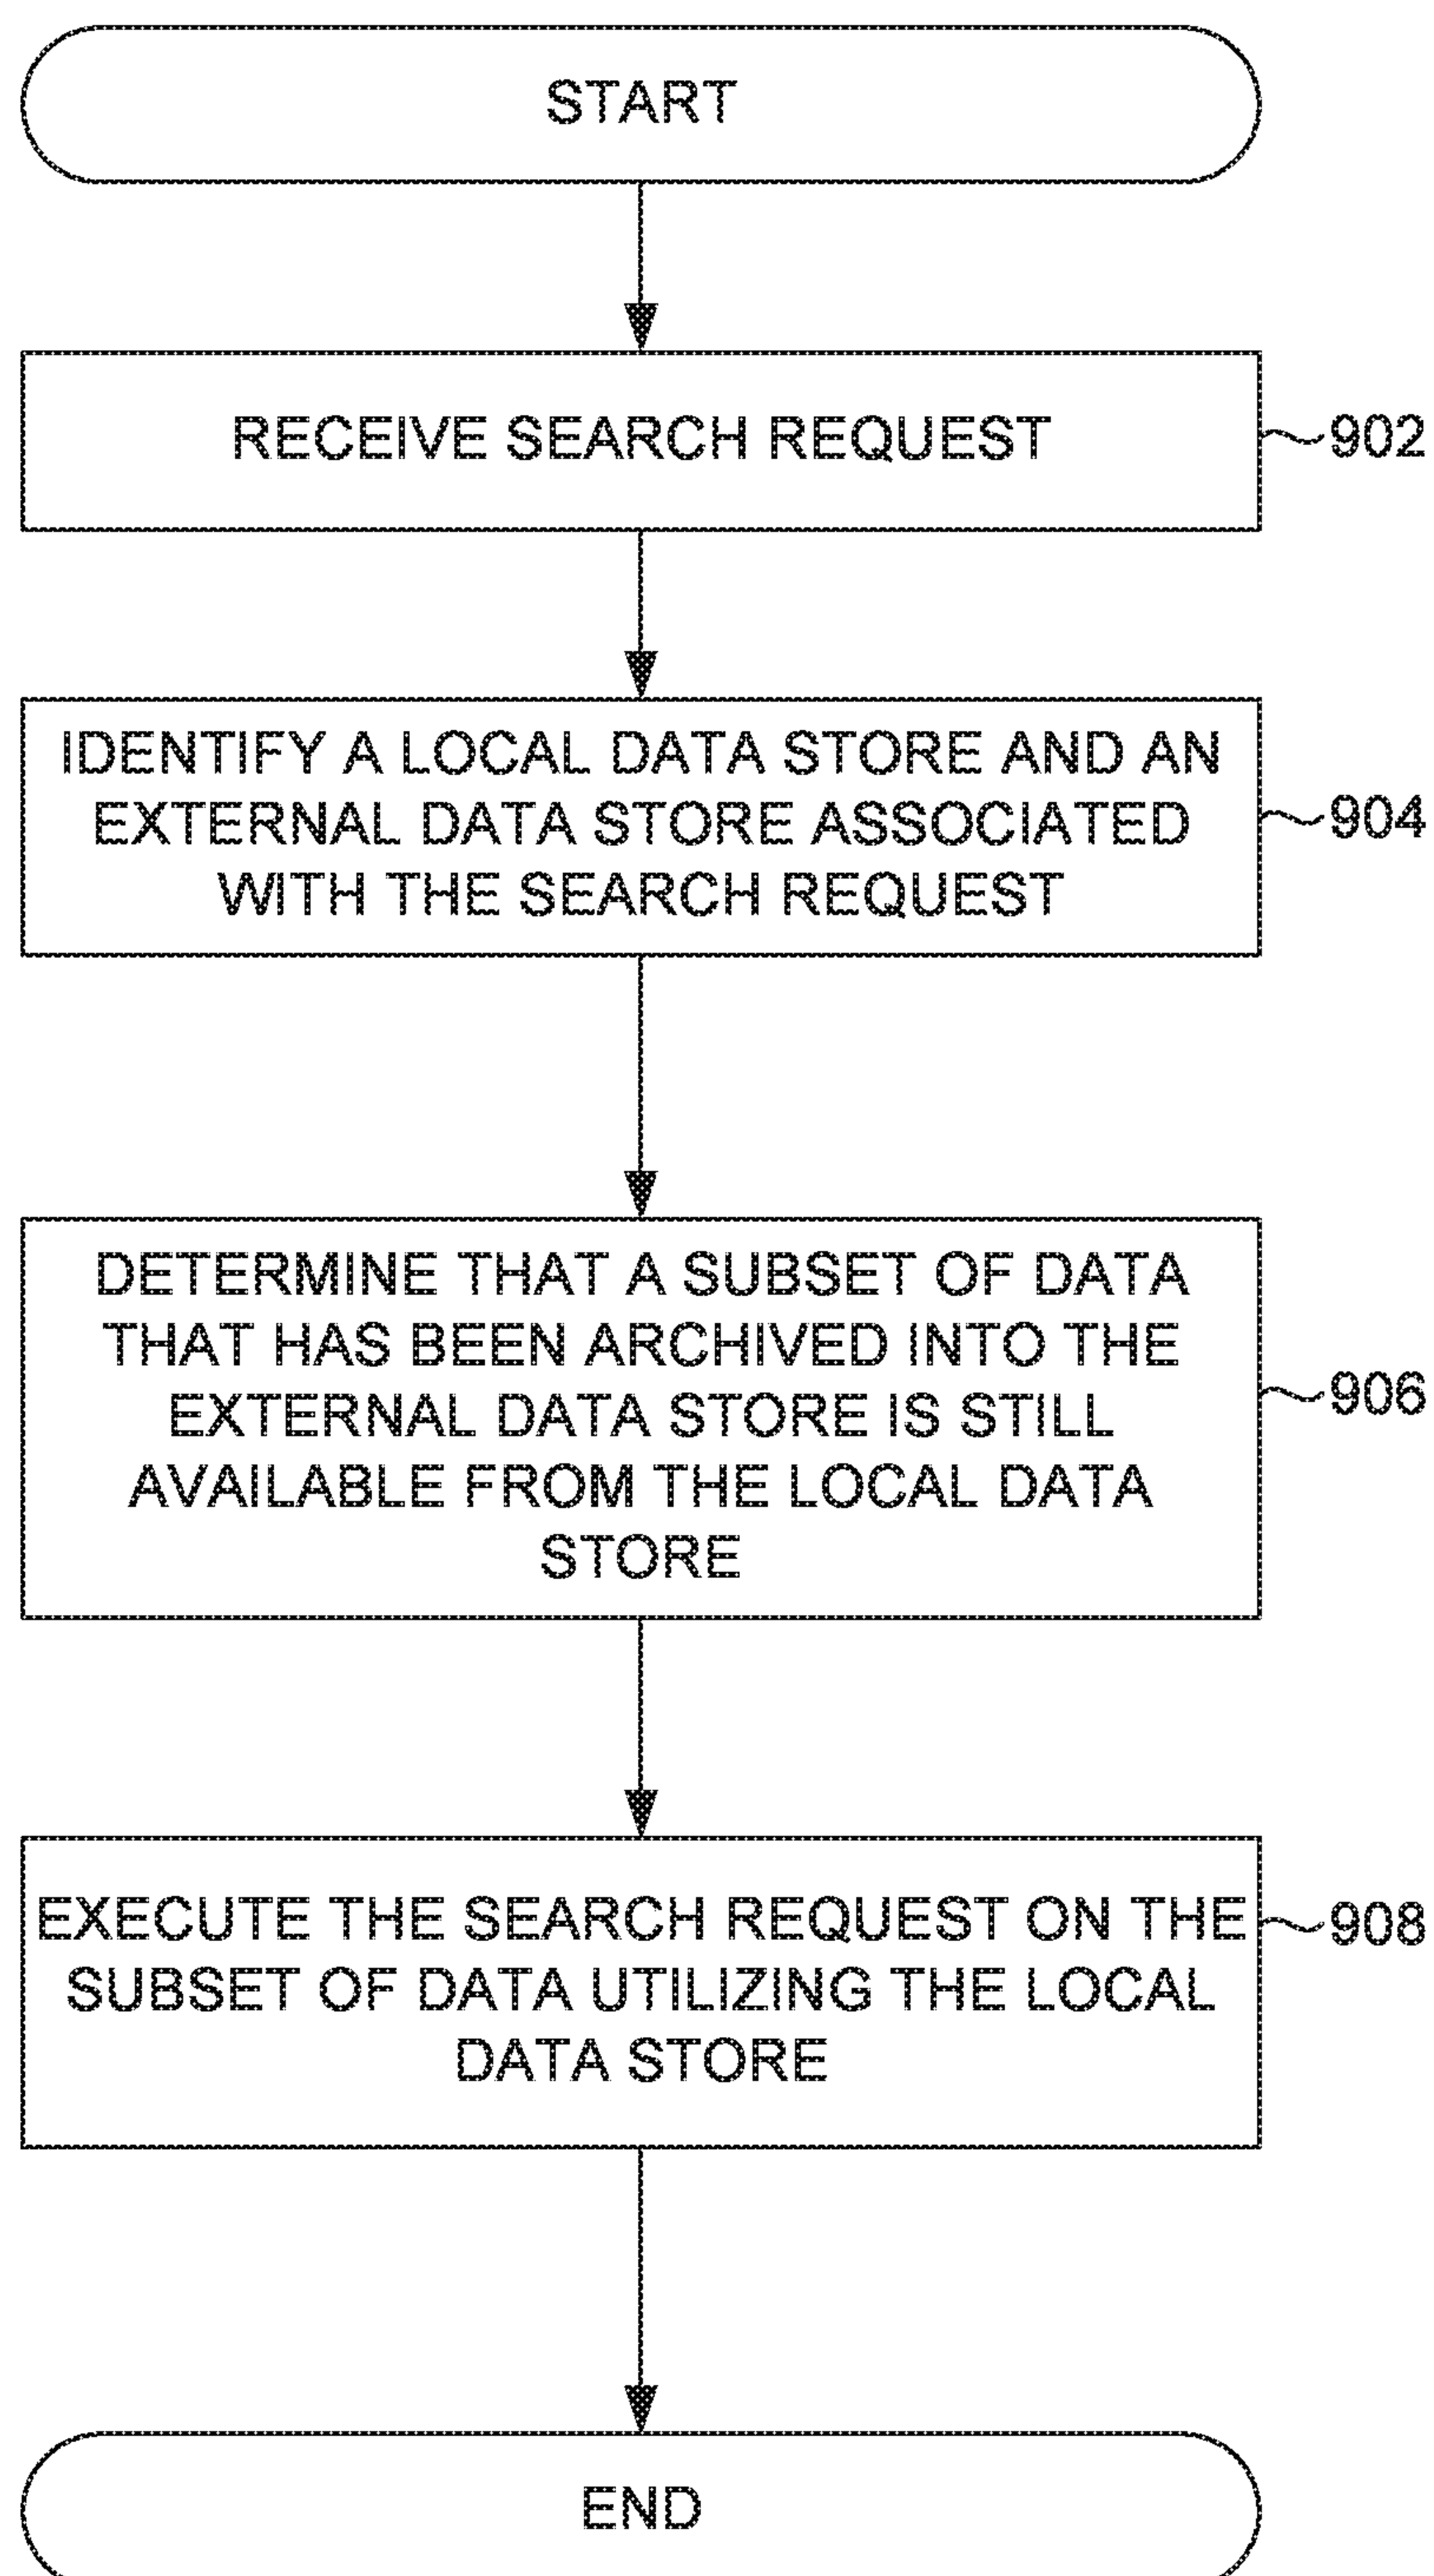 START
RECEIVE SEARCH REQUEST
902
IDENTIFY A LOCAL DATA STORE AND AN
EXTERNAL DATA STORE ASSOCIATED
WITH THE SEARCH REQUEST
904
DETERMINE THAT A SUBSET OF DATA
THAT HAS BEEN ARCHIVED INTO THE
EXTERNAL DATA STORE IS STILL
AVAILABLE FROM THE LOCAL DATA
STORE
906
EXECUTE THE SEARCH REQUEST ON THE
SUBSET OF DATA UTILIZING THE LOCAL
DATA STORE
908
END